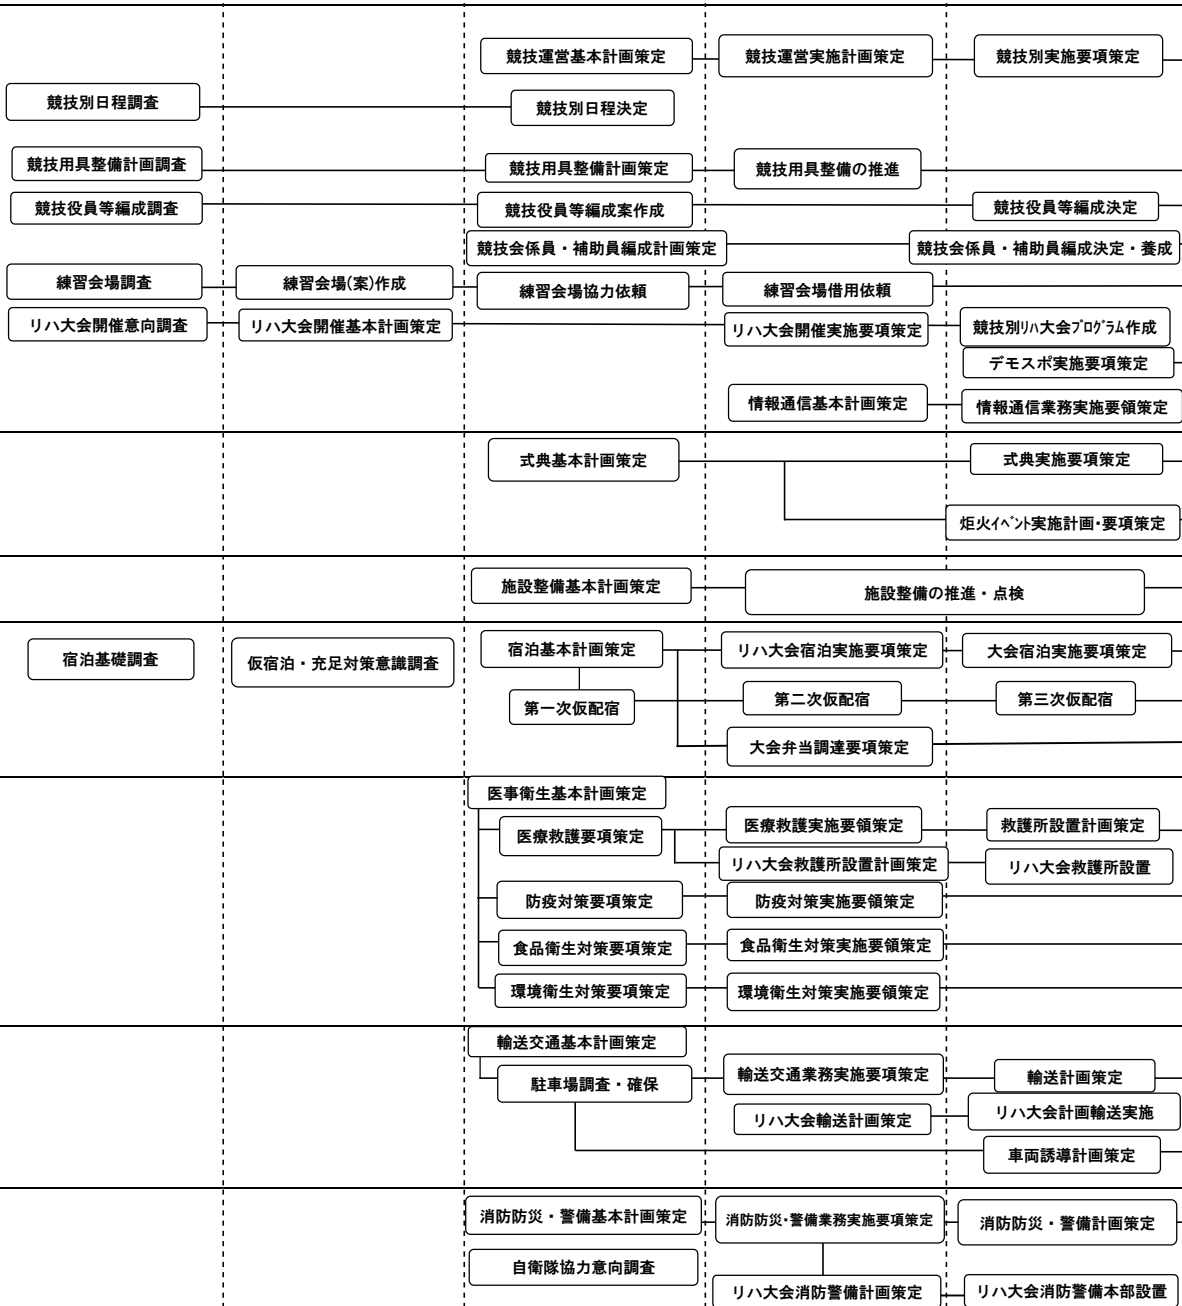 競技運営基本計画策定
競技運営実施計画策定
競技別実施要項策定
競技別日程調査
競技別日程決定
競技用具整備計画調査
競技用具整備計画策定
競技用具整備の推進
競技役員等編成調査
競技役員等編成案作成
競技役員等編成決定
競技会係員・補助員編成計画策定
競技会係員・補助員編成決定・養成
練習会場調査
練習会場(案)作成
練習会場協力依頼
練習会場借用依頼
リハ大会開催意向調査
リハ大会開催基本計画策定
リハ大会開催実施要項策定
競技別リハ大会プログラム作成
デモスポ実施要項策定
情報通信基本計画策定
情報通信業務実施要領策定
式典基本計画策定
式典実施要項策定
炬火イベント実施計画・要項策定
施設整備基本計画策定
施設整備の推進・点検
宿泊基礎調査
仮宿泊・充足対策意識調査
宿泊基本計画策定
リハ大会宿泊実施要項策定
大会宿泊実施要項策定
第一次仮配宿
第二次仮配宿
第三次仮配宿
大会弁当調達要項策定
医事衛生基本計画策定
医療救護要項策定
医療救護実施要領策定
救護所設置計画策定
リハ大会救護所設置計画策定
リハ大会救護所設置
防疫対策要項策定
防疫対策実施要領策定
食品衛生対策要項策定
食品衛生対策実施要領策定
環境衛生対策要項策定
環境衛生対策実施要領策定
輸送交通基本計画策定
駐車場調査・確保
輸送交通業務実施要項策定
輸送計画策定
リハ大会輸送計画策定
リハ大会計画輸送実施
車両誘導計画策定
消防防災・警備基本計画策定
消防防災・警備業務実施要項策定
消防防災・警備計画策定
自衛隊協力意向調査
リハ大会消防警備計画策定
リハ大会消防警備本部設置